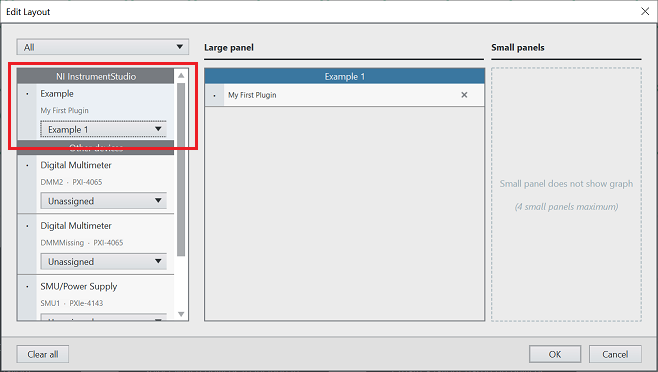 Edit Layout
All
NI InstrumentStudio
Example
My First Plugin
Example 1
Other devices
Digital Multimeter
DMM2 - PXI-4065
Unassigned
Digital Multimeter
DMMMissing - PXI-4065
Unassigned
SMU/Power Supply
SMU1 - PXIe-4143
Unassigned
Large panel
Example 1
My First Plugin
Small panels
Small panel does not show graph
(4 small panels maximum)
Clear all
OK
Cancel